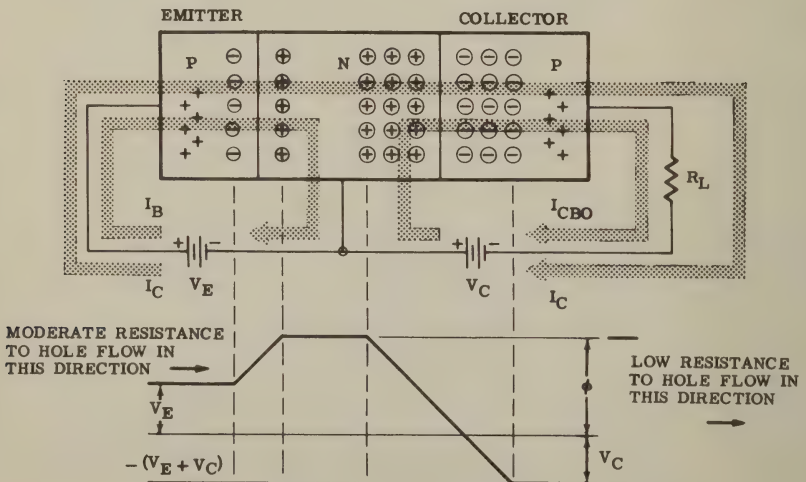 EMITTER
COLLECTOR
P
N
P
R_L
I_B
I_CBO
+ -
V_E
+ -
V_C
I_C
I_C
MODERATE RESISTANCE
TO HOLE FLOW IN
THIS DIRECTION
LOW RESISTANCE
TO HOLE FLOW IN
THIS DIRECTION
V_E
ϕ
-(V_E + V_C)
V_C